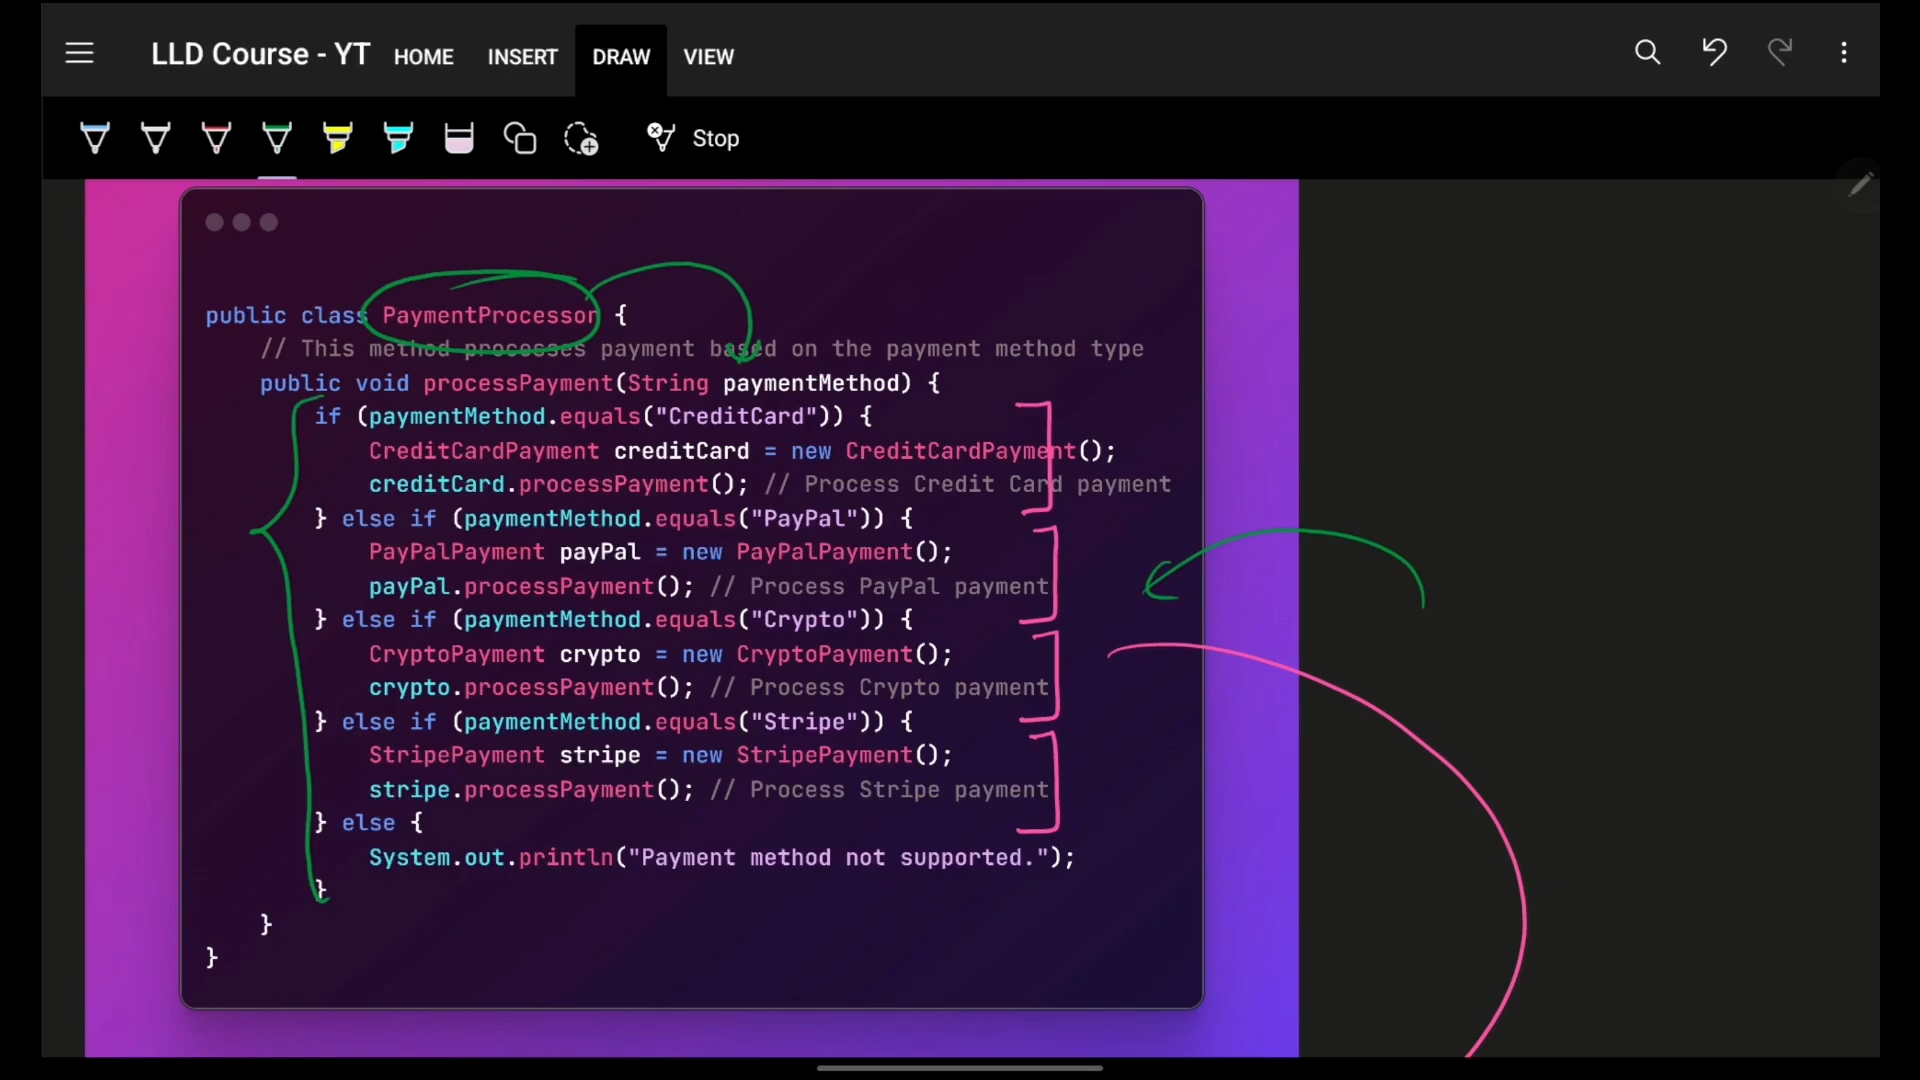 LLD Course - YT HOME INSERT DRAW VIEW
Stop
public class PaymentProcessor {
// This method processes payment based on the payment method type
public void processPayment(String paymentMethod) {
if (paymentMethod.equals("CreditCard")) {
CreditCardPayment creditCard = new CreditCardPayment();
creditCard.processPayment(); // Process Credit Card payment
} else if (paymentMethod.equals("PayPal")) {
PayPalPayment payPal = new PayPalPayment();
payPal.processPayment(); // Process PayPal payment
} else if (paymentMethod.equals("Crypto")) {
CryptoPayment crypto = new CryptoPayment();
crypto.processPayment(); // Process Crypto payment
} else if (paymentMethod.equals("Stripe")) {
StripePayment stripe = new StripePayment();
stripe.processPayment(); // Process Stripe payment
} else {
System.out.println("Payment method not supported.");
}
}
}